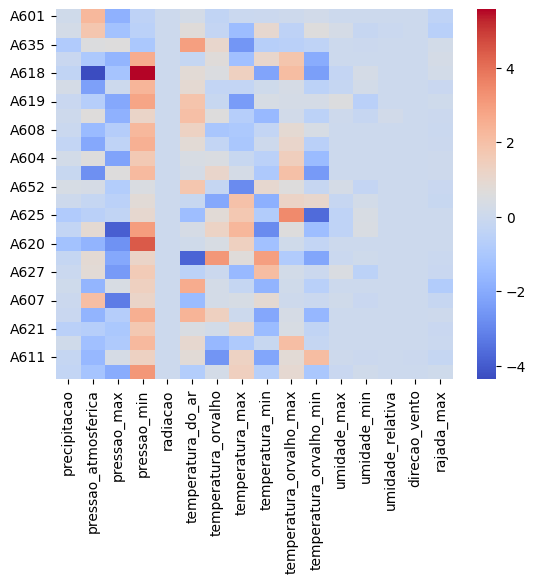 A601
A635
A618
A619
A608
A604
A652
A625
A620
A627
A607
A621
A611
4
2
0
−2
−4
precipitacao
pressao_atmosferica
pressao_max
pressao_min
radiacao
temperatura_do_ar
temperatura_orvalho
temperatura_max
temperatura_min
temperatura_orvalho_max
temperatura_orvalho_min
umidade_max
umidade_min
umidade_relativa
direcao_vento
rajada_max